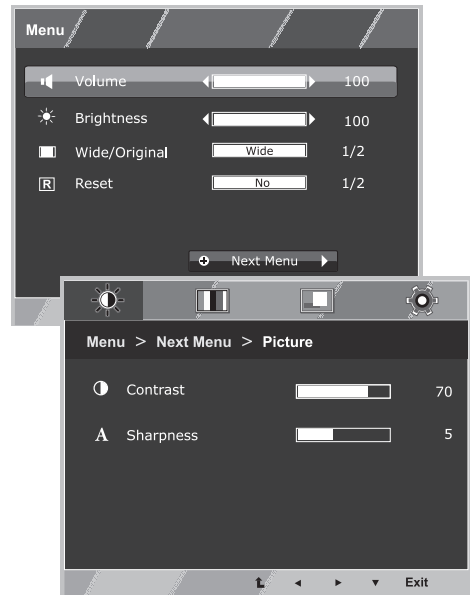 Menu
Volume 100
Brightness 100
Wide/Original Wide 1/2
R Reset No 1/2
Next Menu
Menu > Next Menu > Picture
Contrast 70
A Sharpness 5
Exit